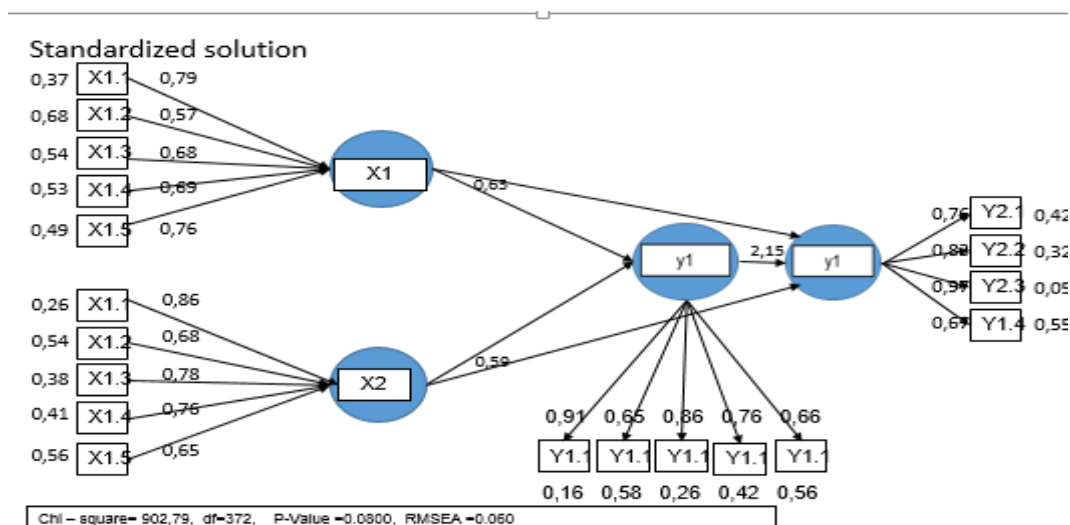 Standardized solution
0,37 X1.1 0,79
0,68 X1.2 0,57
0,54 X1.3 0,68
0,53 X1.4 0,69
0,49 X1.5 0,76
X1
0,65
y1
2,15
y1
0,76 Y2.1 0,42
0,82 Y2.2 0,32
0,97 Y2.3 0,05
0,67 Y1.4 0,55
0,26 X1.1 0,86
0,54 X1.2 0,68
0,38 X1.3 0,78
0,41 X1.4 0,76
0,56 X1.5 0,65
X2
0,59
0,91 0,65 0,86 0,76 0,66
Y1.1 Y1.1 Y1.1 Y1.1 Y1.1
0,16 0,58 0,26 0,42 0,56
Chi – square= 902,79, df=372, P-Value =0.0800, RMSEA =0.060